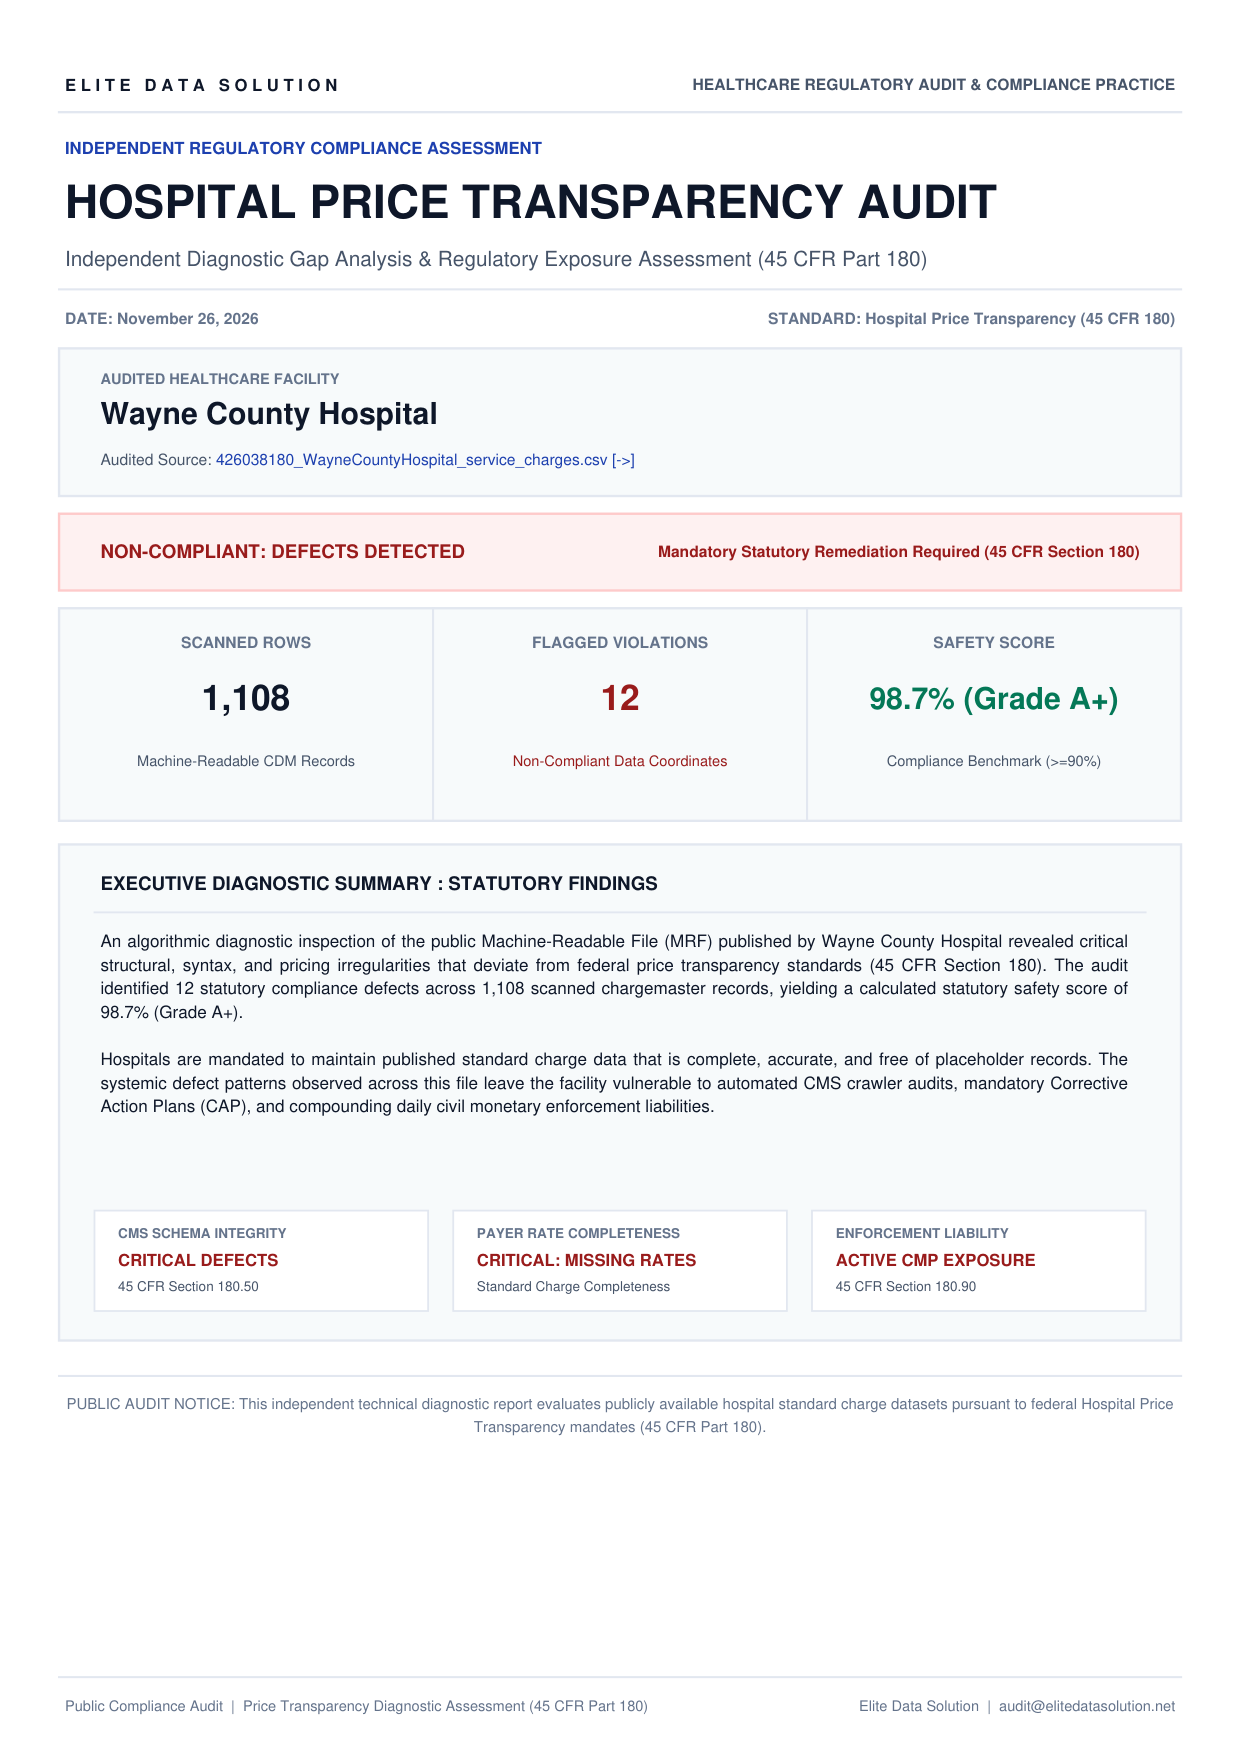 ELITE DATA SOLUTION
HEALTHCARE REGULATORY AUDIT & COMPLIANCE PRACTICE
INDEPENDENT REGULATORY COMPLIANCE ASSESSMENT
HOSPITAL PRICE TRANSPARENCY AUDIT
Independent Diagnostic Gap Analysis & Regulatory Exposure Assessment (45 CFR Part 180)
DATE: November 26, 2026
STANDARD: Hospital Price Transparency (45 CFR 180)
AUDITED HEALTHCARE FACILITY
Wayne County Hospital
Audited Source: 426038180_WayneCountyHospital_service_charges.csv [->]
NON-COMPLIANT: DEFECTS DETECTED
Mandatory Statutory Remediation Required (45 CFR Section 180)
SCANNED ROWS
1,108
Machine-Readable CDM Records
FLAGGED VIOLATIONS
12
Non-Compliant Data Coordinates
SAFETY SCORE
98.7% (Grade A+)
Compliance Benchmark (>=90%)
EXECUTIVE DIAGNOSTIC SUMMARY : STATUTORY FINDINGS
An algorithmic diagnostic inspection of the public Machine-Readable File (MRF) published by Wayne County Hospital revealed critical
structural, syntax, and pricing irregularities that deviate from federal price transparency standards (45 CFR Section 180). The audit
identified 12 statutory compliance defects across 1,108 scanned chargemaster records, yielding a calculated statutory safety score of
98.7% (Grade A+).
Hospitals are mandated to maintain published standard charge data that is complete, accurate, and free of placeholder records. The
systemic defect patterns observed across this file leave the facility vulnerable to automated CMS crawler audits, mandatory Corrective
Action Plans (CAP), and compounding daily civil monetary enforcement liabilities.
CMS SCHEMA INTEGRITY
CRITICAL DEFECTS
45 CFR Section 180.50
PAYER RATE COMPLETENESS
CRITICAL: MISSING RATES
Standard Charge Completeness
ENFORCEMENT LIABILITY
ACTIVE CMP EXPOSURE
45 CFR Section 180.90
PUBLIC AUDIT NOTICE: This independent technical diagnostic report evaluates publicly available hospital standard charge datasets pursuant to federal Hospital Price
Transparency mandates (45 CFR Part 180).
Public Compliance Audit | Price Transparency Diagnostic Assessment (45 CFR Part 180)
Elite Data Solution | audit@elitedatasolution.net